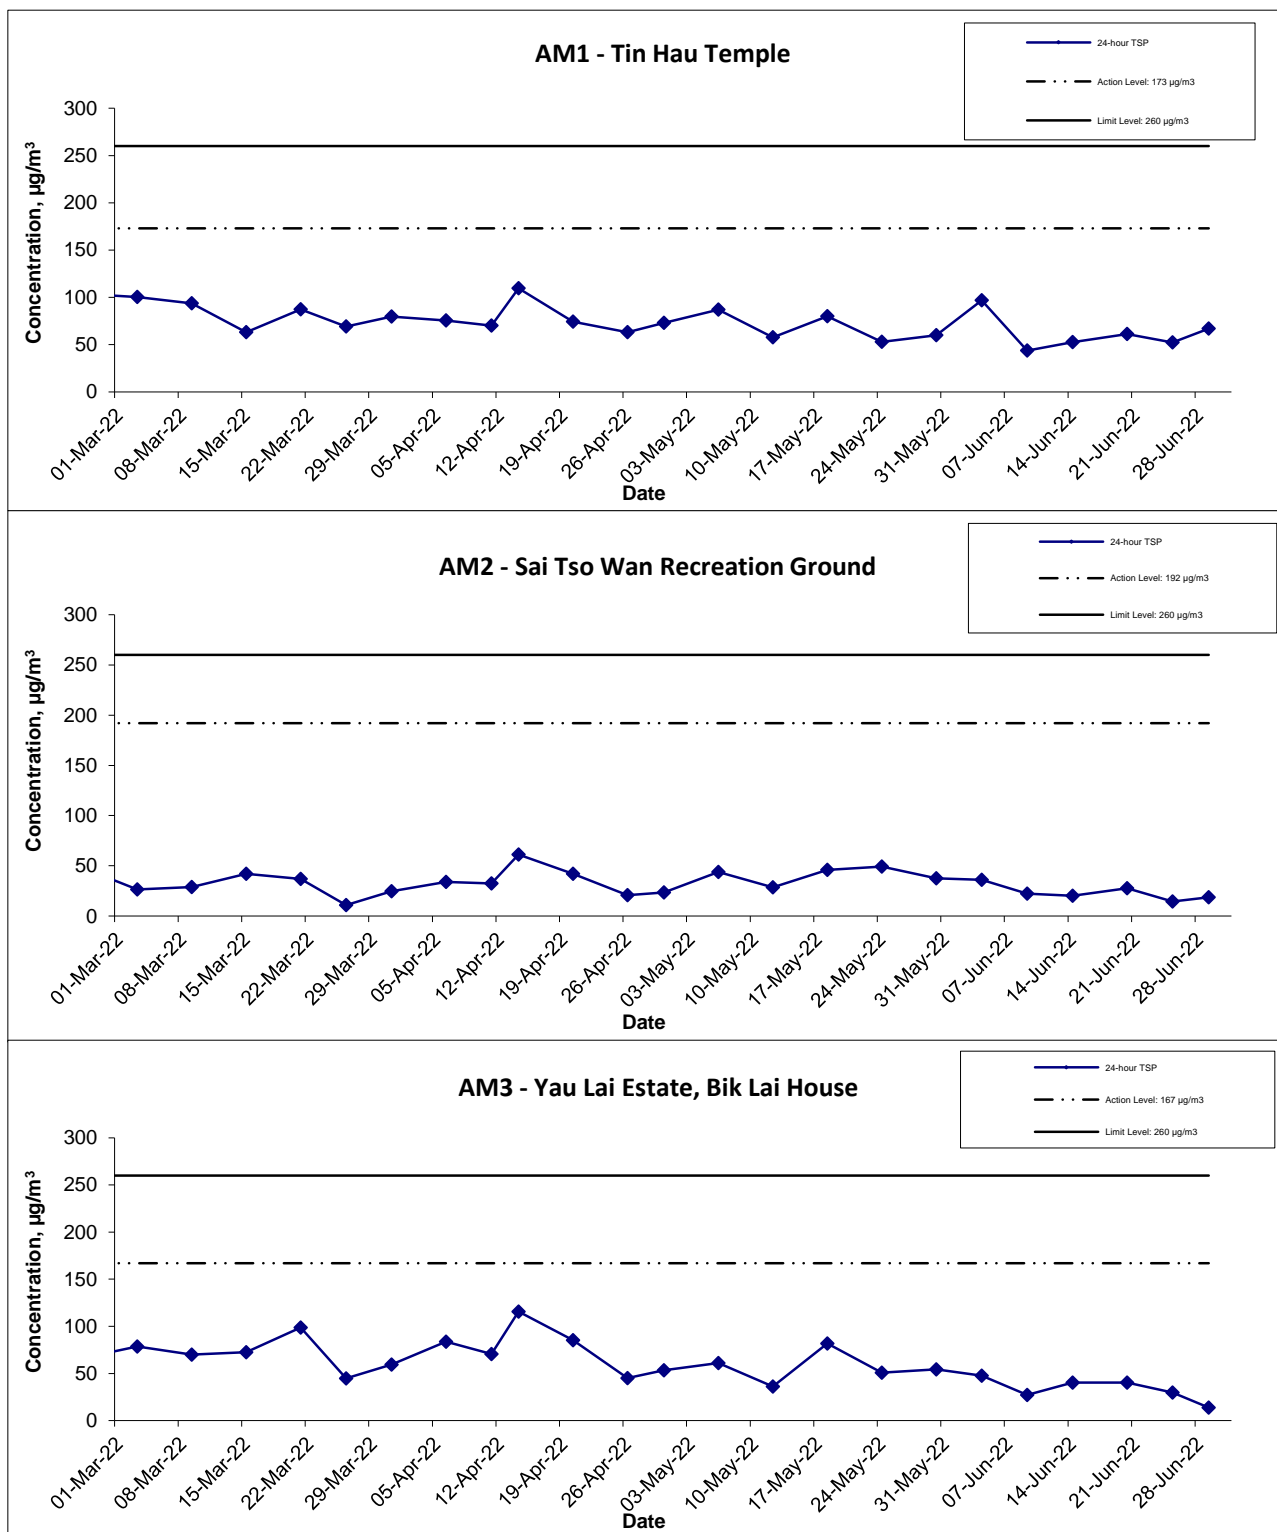 AM1 - Tin Hau Temple
24-hour TSP
Action Level: 173 µg/m3
Limit Level: 260 µg/m3
Concentration, µg/m³
300
250
200
150
100
50
0
01-Mar-22
08-Mar-22
15-Mar-22
22-Mar-22
29-Mar-22
05-Apr-22
12-Apr-22
19-Apr-22
26-Apr-22
03-May-22
10-May-22
17-May-22
24-May-22
31-May-22
07-Jun-22
14-Jun-22
21-Jun-22
28-Jun-22
Date
AM2 - Sai Tso Wan Recreation Ground
24-hour TSP
Action Level: 192 µg/m3
Limit Level: 260 µg/m3
Concentration, µg/m³
300
250
200
150
100
50
0
01-Mar-22
08-Mar-22
15-Mar-22
22-Mar-22
29-Mar-22
05-Apr-22
12-Apr-22
19-Apr-22
26-Apr-22
03-May-22
10-May-22
17-May-22
24-May-22
31-May-22
07-Jun-22
14-Jun-22
21-Jun-22
28-Jun-22
Date
AM3 - Yau Lai Estate, Bik Lai House
24-hour TSP
Action Level: 167 µg/m3
Limit Level: 260 µg/m3
Concentration, µg/m³
300
250
200
150
100
50
0
01-Mar-22
08-Mar-22
15-Mar-22
22-Mar-22
29-Mar-22
05-Apr-22
12-Apr-22
19-Apr-22
26-Apr-22
03-May-22
10-May-22
17-May-22
24-May-22
31-May-22
07-Jun-22
14-Jun-22
21-Jun-22
28-Jun-22
Date